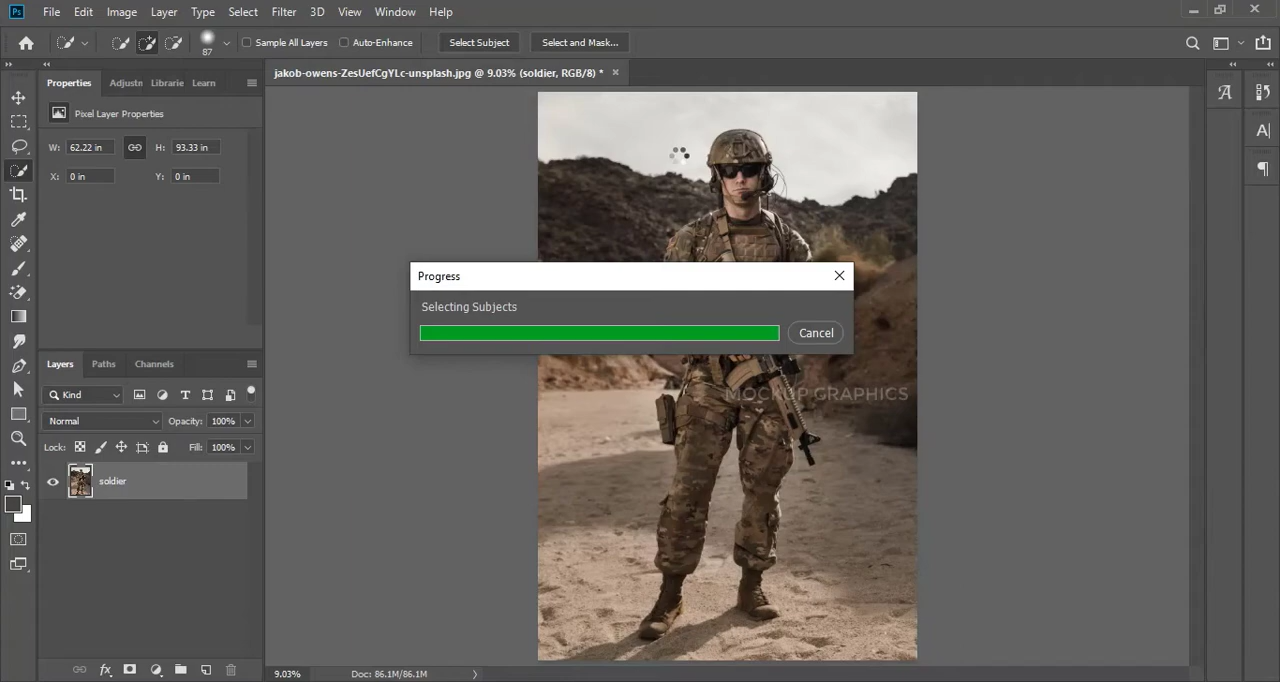 Ps File Edit Image Layer Type Select Filter 3D View Window Help
87 Sample All Layers Auto-Enhance Select Subject Select and Mask...
jakob-owens-ZesUefCgYLc-unsplash.jpg @ 9.03% (soldier, RGB/8) *
Properties Adjustn Librarie Learn
Pixel Layer Properties
W: 62.22 in H: 93.33 in
X: 0 in Y: 0 in
Progress
Selecting Subjects
Cancel
MOCKUP GRAPHICS
Layers Paths Channels
Kind
Normal Opacity: 100%
Lock: Fill: 100%
soldier
9.03% Doc: 86.1M/86.1M